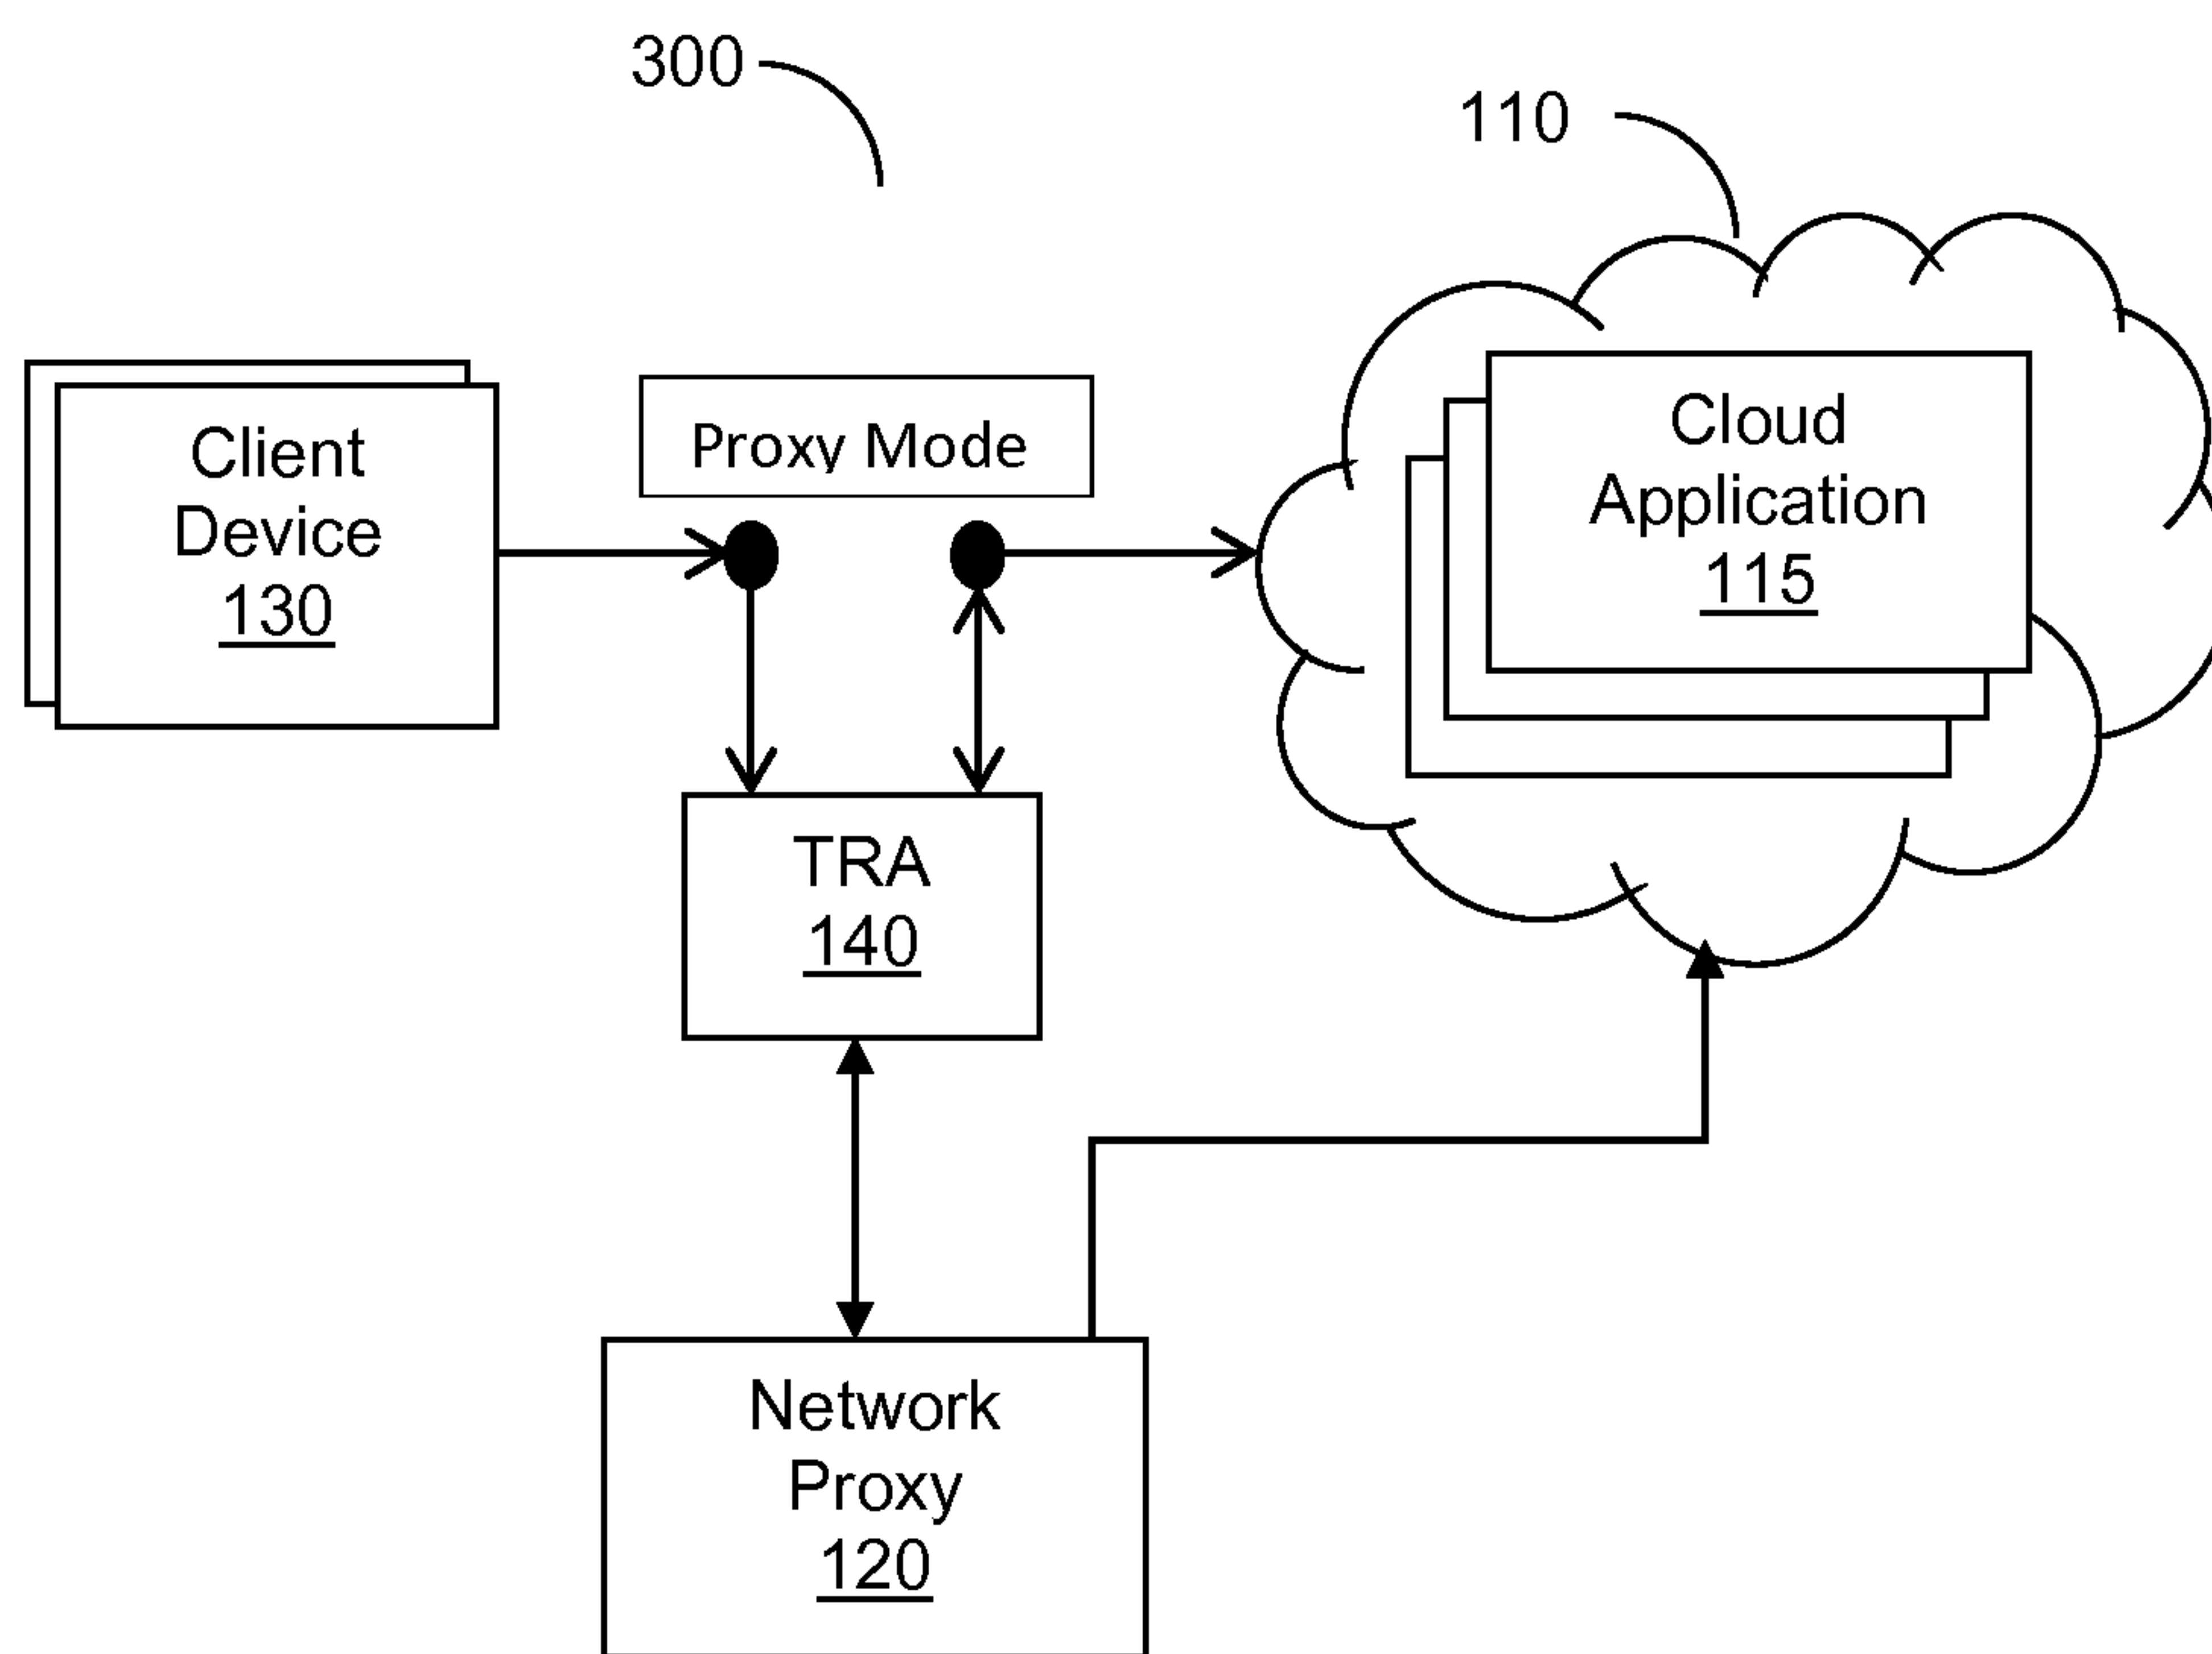 300
110
Client
Device
130
Proxy Mode
Cloud
Application
115
TRA
140
Network
Proxy
120